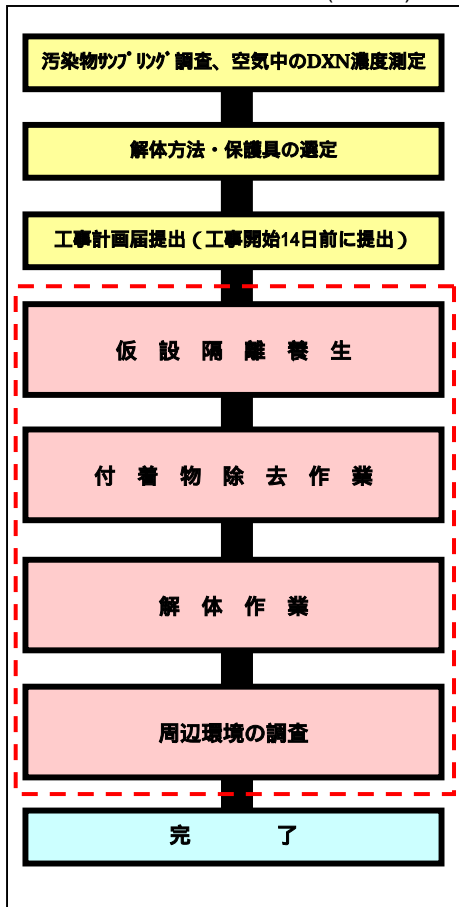 汚染物ｻﾝﾌﾟﾘﾝｸﾞ調査、空気中のDXN濃度測定
解体方法・保護具の選定
工事計画届提出（工事開始14日前に提出）
仮設隔離養生
付着物除去作業
解体作業
周辺環境の調査
完了